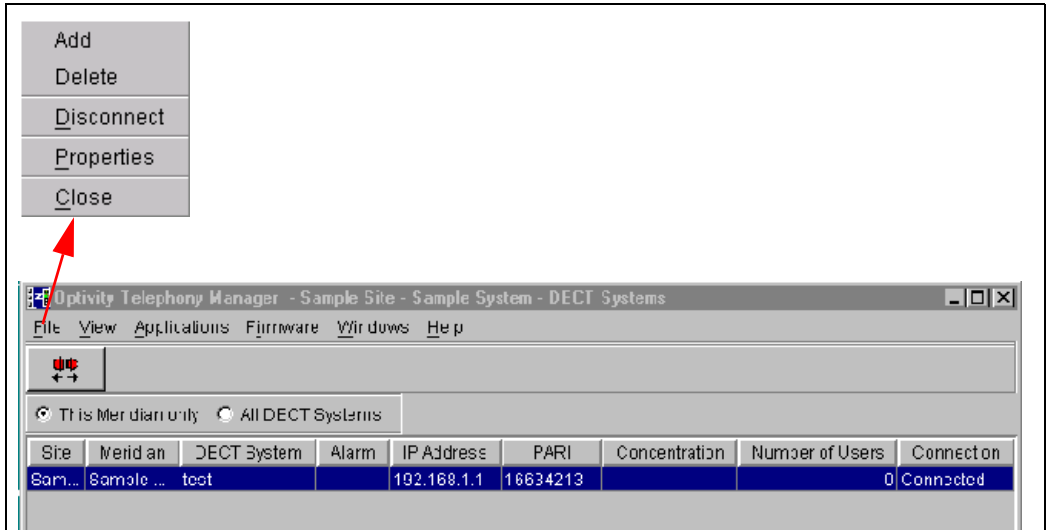 Add
Delete
Disconnect
Properties
Close
Optivity Telephony Manager - Sample Site - Sample System - DECT Systems
File View Applications Firmware Windows Help
This Meridian only All DECT Systems
Site Meridian DECT System Alarm IP Address PARI Concentration Number of Users Connection
Sam... Sample ... test 192.168.1.1 16634213 0 Connected